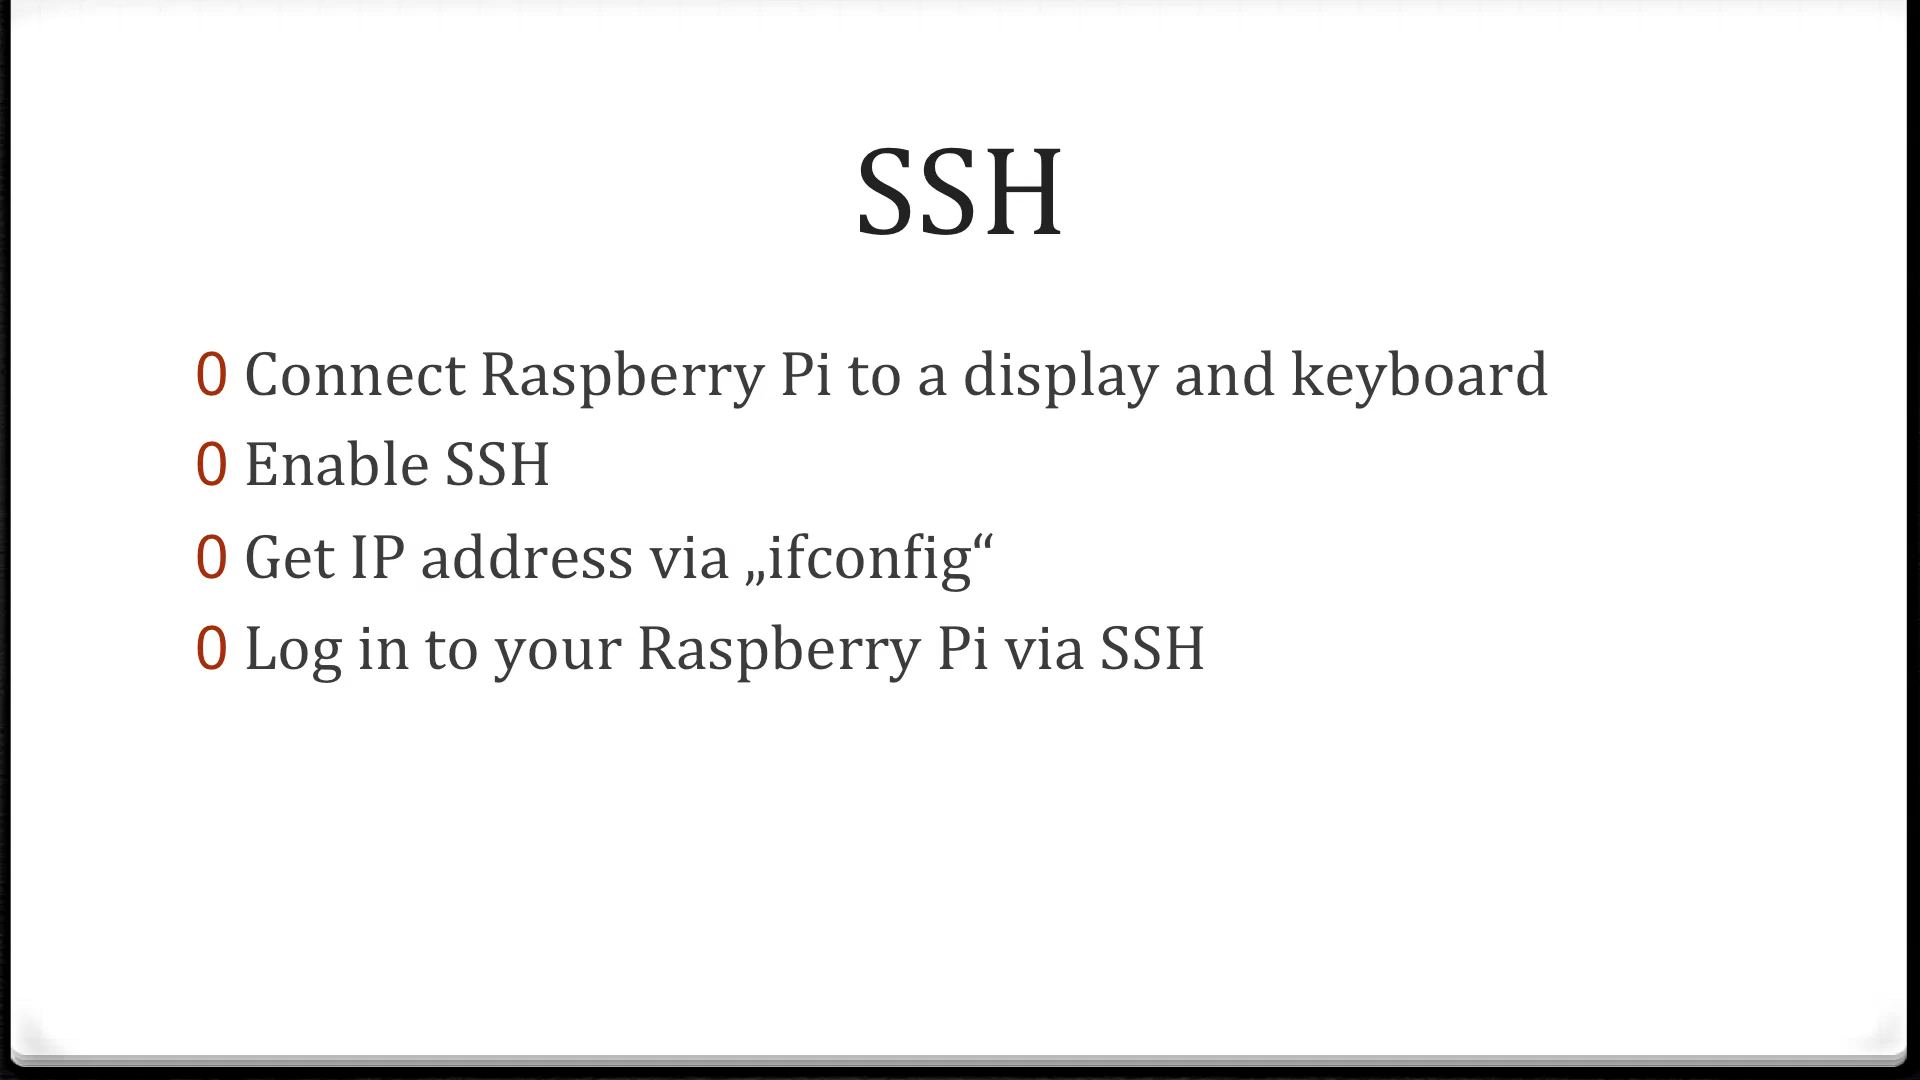 SSH
0 Connect Raspberry Pi to a display and keyboard
0 Enable SSH
0 Get IP address via „ifconfig“
0 Log in to your Raspberry Pi via SSH